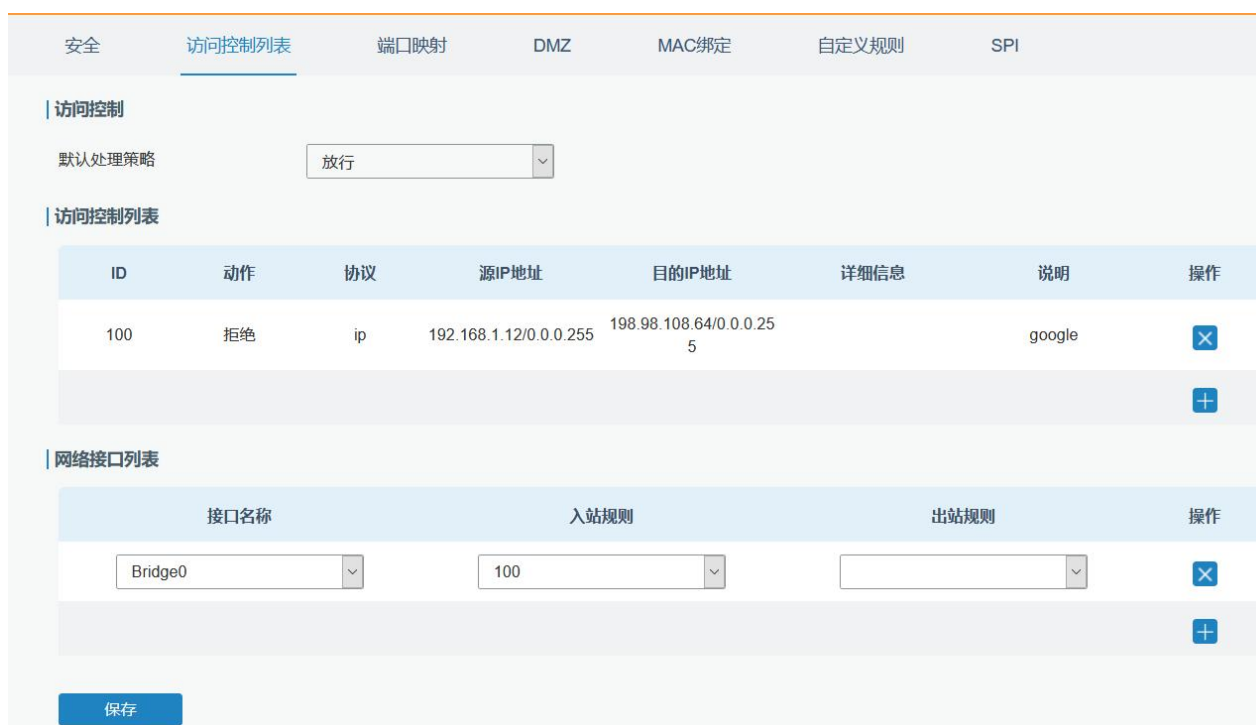 安全 访问控制列表 端口映射 DMZ MAC绑定 自定义规则 SPI
访问控制
默认处理策略 放行
访问控制列表
ID 动作 协议 源IP地址 目的IP地址 详细信息 说明 操作
100 拒绝 ip 192.168.1.12/0.0.0.255 198.98.108.64/0.0.0.25
5 google
网络接口列表
接口名称 入站规则 出站规则 操作
Bridge0 100
保存